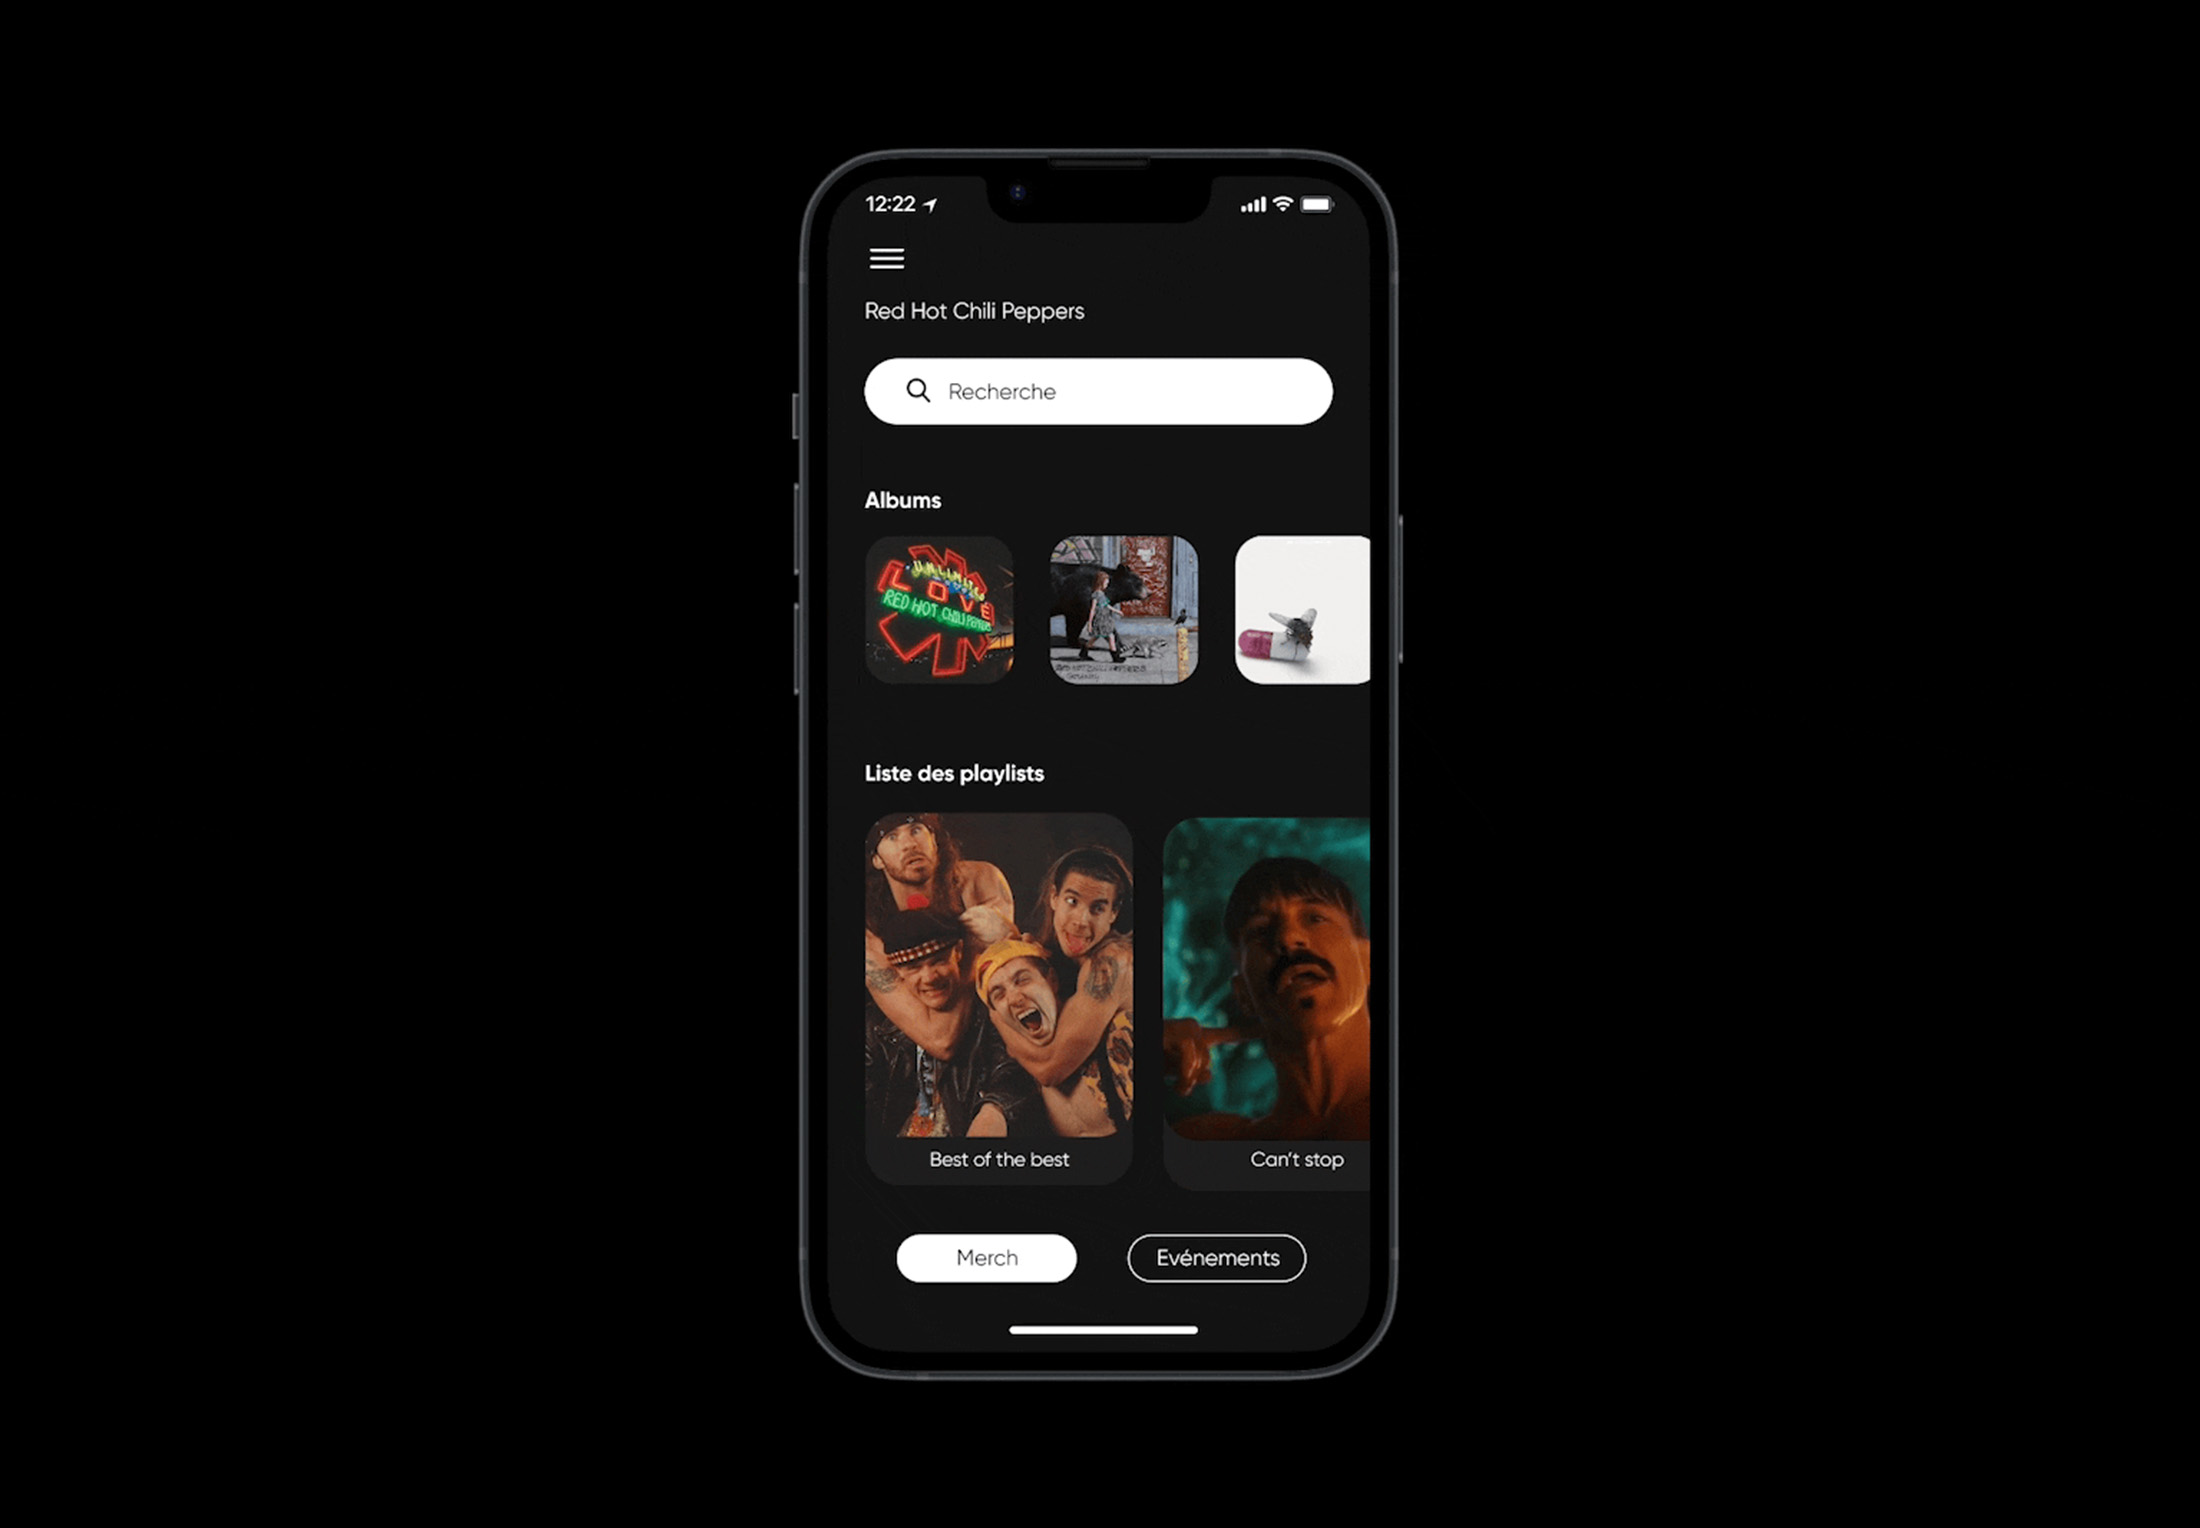 12:22
Red Hot Chili Peppers
Recherche
Albums
UNLIMITED
LOVE
RED HOT CHILI PEPPERS
Liste des playlists
Best of the best
Can't stop
Merch
Evénements